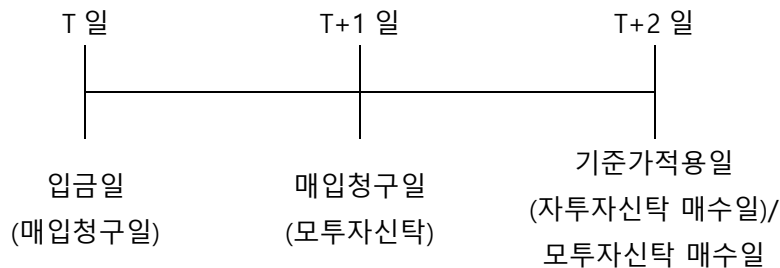 T 일
T+1 일
T+2 일
입금일
(매입청구일)
매입청구일
(모투자신탁)
기준가적용일
(자투자신탁 매수일)/
모투자신탁 매수일